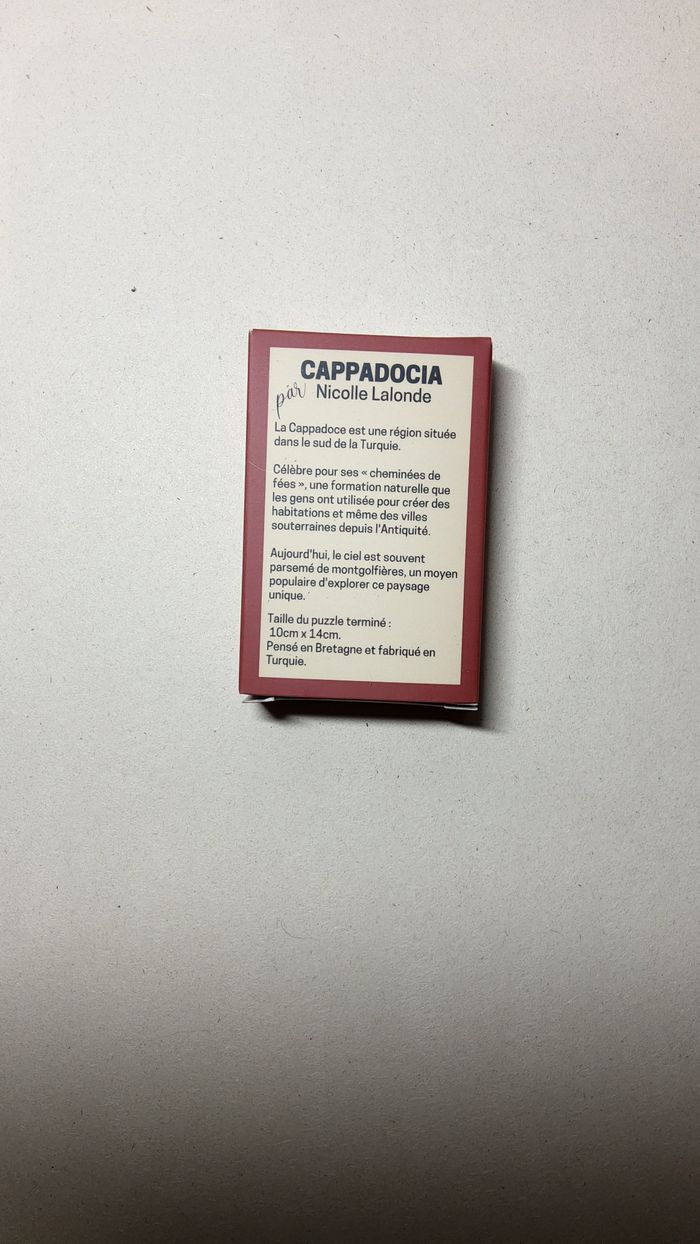 CAPPADOCIA
par Nicolle Lalonde
La Cappadoce est une région située
dans le sud de la Turquie.
Célèbre pour ses « cheminées de
fées », une formation naturelle que
les gens ont utilisée pour créer des
habitations et même des villes
souterraines depuis l'Antiquité.
Aujourd'hui, le ciel est souvent
parsemé de montgolfières, un moyen
populaire d'explorer ce paysage
unique.
Taille du puzzle terminé :
10cm x 14cm.
Pensé en Bretagne et fabriqué en
Turquie.